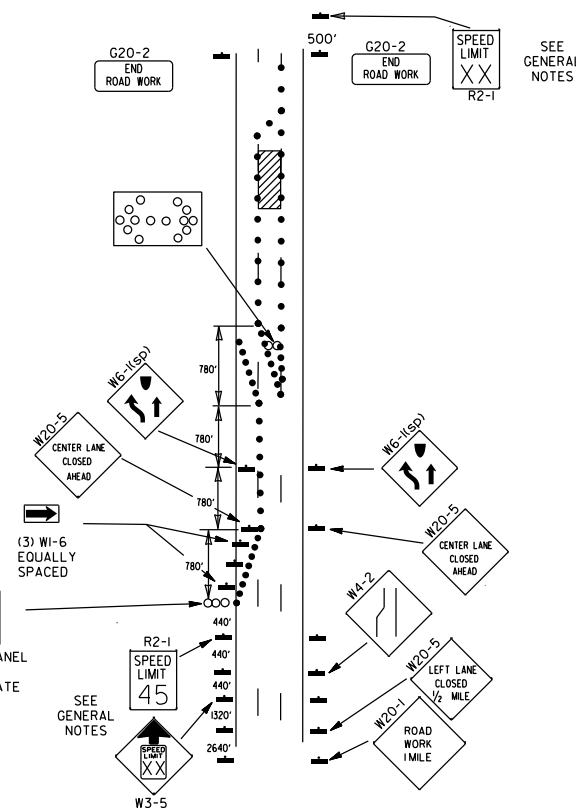 500'
G20-2
END
ROAD WORK
G20-2
END
ROAD WORK
SPEED
LIMIT
XX
R2-1
SEE
GENERAL
NOTES
780'
W6-1(sp)
780'
W20-5
CENTER LANE
CLOSED
AHEAD
780'
W6-1(sp)
W20-5
CENTER LANE
CLOSED
AHEAD
(3) W1-6
EQUALLY
SPACED
780'
W4-2
440'
R2-1
SPEED
LIMIT
45
440'
440'
1320'
2640'
W20-5
LEFT LANE
CLOSED
1/2 MILE
W20-1
ROAD
WORK
1 MILE
SEE
GENERAL
NOTES
SPEED
LIMIT
XX
W3-5